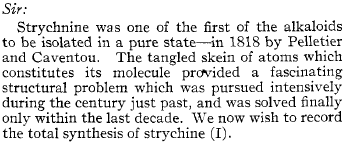 Sir:
Strychnine was one of the first of the alkaloids
to be isolated in a pure state—in 1818 by Pelletier
and Caventou. The tangled skein of atoms which
constitutes its molecule provided a fascinating
structural problem which was pursued intensively
during the century just past, and was solved finally
only within the last decade. We now wish to record
the total synthesis of strychine (I).